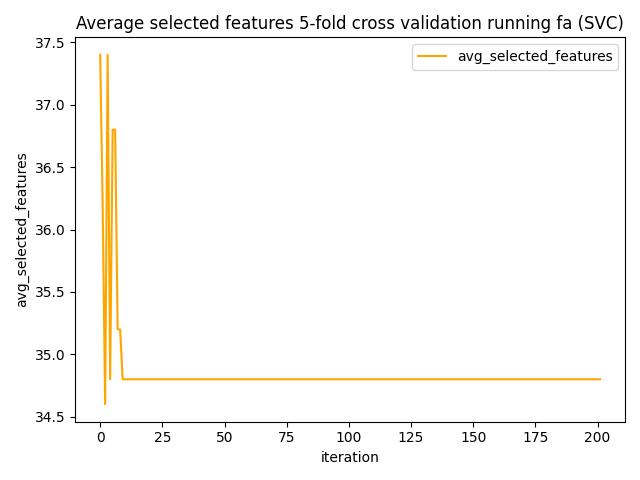 Average selected features 5-fold cross validation running fa (SVC)
avg_selected_features
37.5
37.0
36.5
36.0
35.5
35.0
34.5
avg_selected_features
0 25 50 75 100 125 150 175 200
iteration